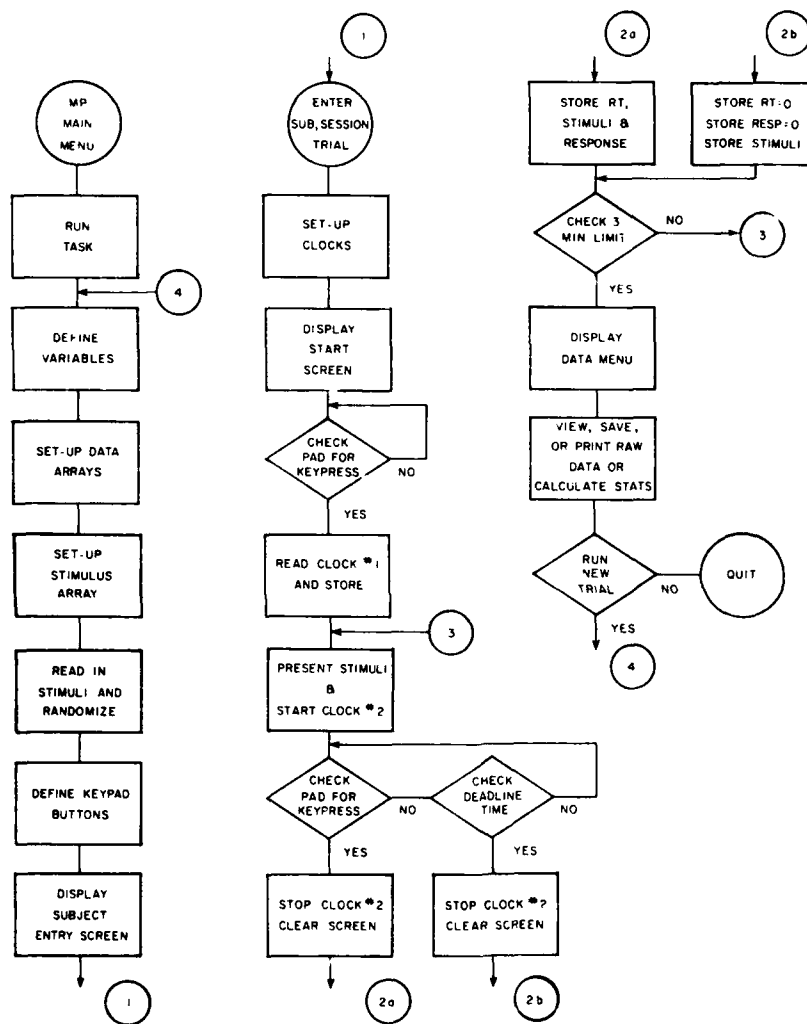 MP
MAIN
MENU
RUN
TASK
4
DEFINE
VARIABLES
SET-UP DATA
ARRAYS
SET-UP
STIMULUS
ARRAY
READ IN
STIMULI AND
RANDOMIZE
DEFINE KEYPAD
BUTTONS
DISPLAY
SUBJECT
ENTRY SCREEN
1
1
ENTER
SUB, SESSION
TRIAL
SET-UP
CLOCKS
DISPLAY
START
SCREEN
CHECK
PAD FOR
KEYPRESS
NO
YES
READ CLOCK #1
AND STORE
3
PRESENT STIMULI
&
START CLOCK #2
CHECK
PAD FOR
KEYPRESS
NO
CHECK
DEADLINE
TIME
NO
YES
YES
STOP CLOCK #2
CLEAR SCREEN
STOP CLOCK #?
CLEAR SCREEN
2a
2b
2a
2b
STORE RT,
STIMULI &
RESPONSE
STORE RT=0
STORE RESP=0
STORE STIMULI
CHECK 3
MIN LIMIT
NO
3
YES
DISPLAY
DATA MENU
VIEW, SAVE,
OR PRINT RAW
DATA OR
CALCULATE STATS
RUN
NEW
TRIAL
NO
QUIT
YES
4